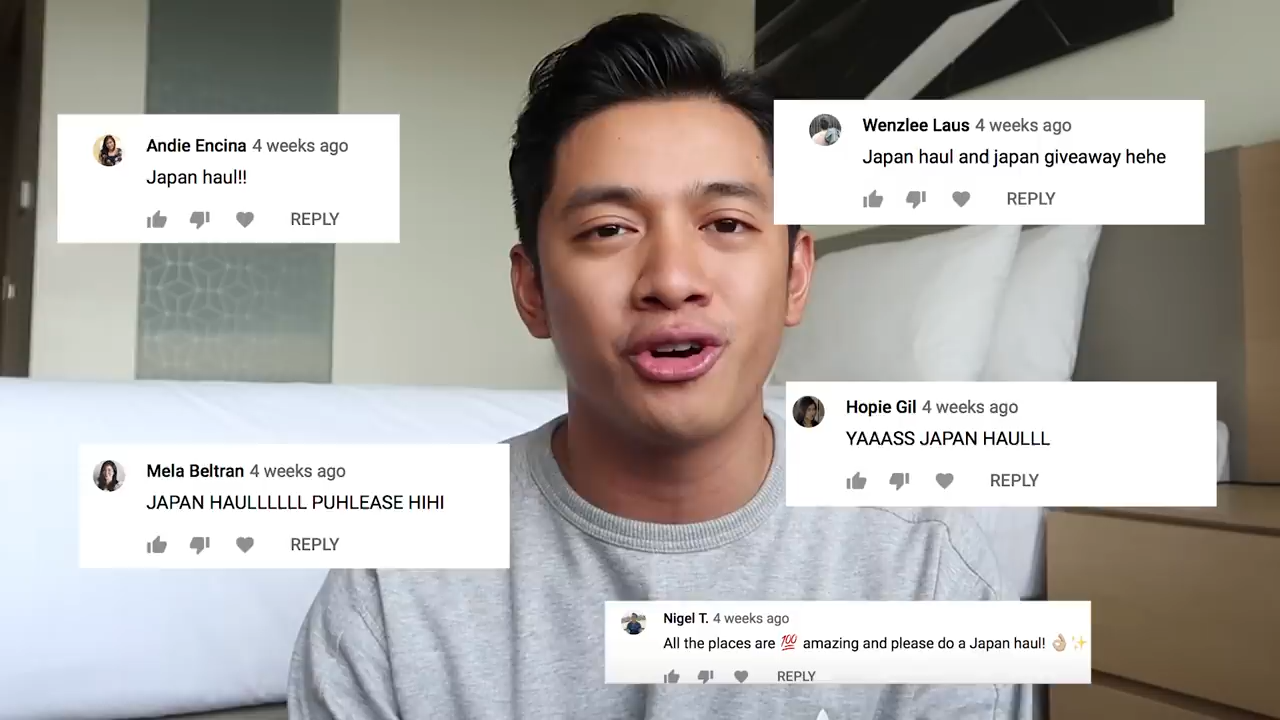 Andie Encina 4 weeks ago
Japan haul!!
REPLY
Wenzlee Laus 4 weeks ago
Japan haul and japan giveaway hehe
REPLY
Mela Beltran 4 weeks ago
JAPAN HAULLLLLL PUHLEASE HIHI
REPLY
Hopie Gil 4 weeks ago
YAAASS JAPAN HAULLL
REPLY
Nigel T. 4 weeks ago
All the places are 💯 amazing and please do a Japan haul! 👌🏼✨
REPLY